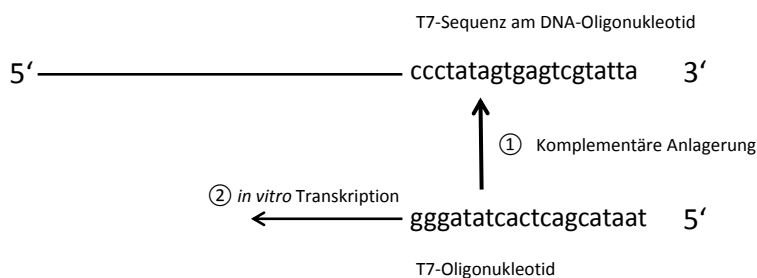 T7-Sequenz am DNA-Oligonukleotid
5‘ ccctatagtgagtcgtatta 3‘
① Komplementäre Anlagerung
② in vitro Transkription
gggatatcactcagcataat 5‘
T7-Oligonukleotid